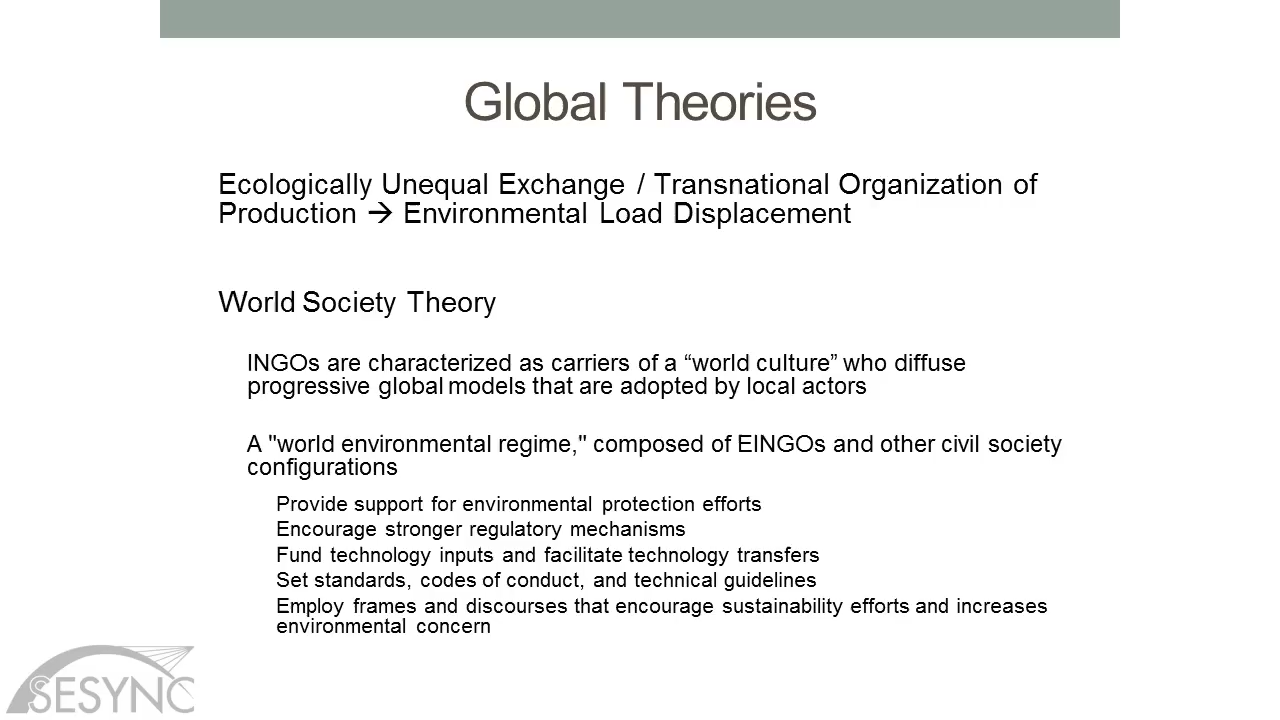 Global Theories
Ecologically Unequal Exchange / Transnational Organization of
Production → Environmental Load Displacement
World Society Theory
INGOs are characterized as carriers of a “world culture” who diffuse
progressive global models that are adopted by local actors
A "world environmental regime," composed of EINGOs and other civil society
configurations
Provide support for environmental protection efforts
Encourage stronger regulatory mechanisms
Fund technology inputs and facilitate technology transfers
Set standards, codes of conduct, and technical guidelines
Employ frames and discourses that encourage sustainability efforts and increases
environmental concern
SESYNC